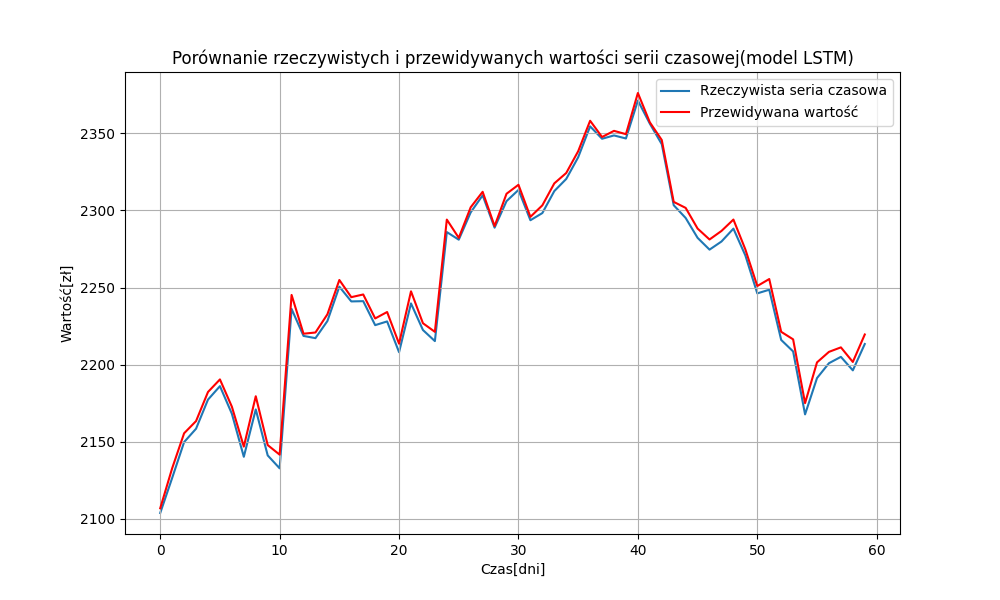 Porównanie rzeczywistych i przewidywanych wartości serii czasowej(model LSTM)
Rzeczywista seria czasowa
Przewidywana wartość
2350
2300
2250
2200
2150
2100
Wartość[zł]
0 10 20 30 40 50 60
Czas[dni]